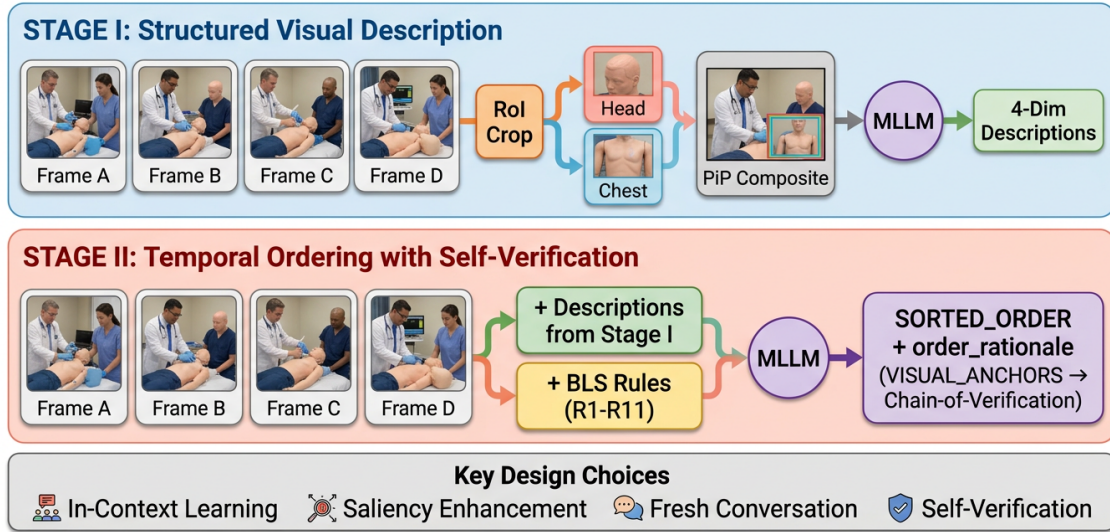 STAGE I: Structured Visual Description
Frame A
Frame B
Frame C
Frame D
RoI
Crop
Head
Chest
PiP Composite
MLLM
4-Dim
Descriptions
STAGE II: Temporal Ordering with Self-Verification
Frame A
Frame B
Frame C
Frame D
+ Descriptions
from Stage I
+ BLS Rules
(R1-R11)
MLLM
SORTED_ORDER
+ order_rationale
(VISUAL_ANCHORS →
Chain-of-Verification)
Key Design Choices
In-Context Learning
Saliency Enhancement
Fresh Conversation
Self-Verification